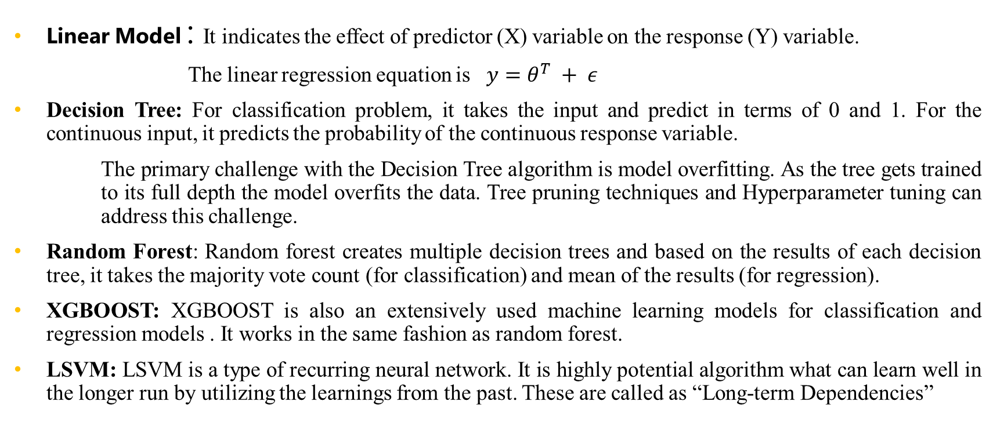 • Linear Model : It indicates the effect of predictor (X) variable on the response (Y) variable.
The linear regression equation is y = θᵀ + ϵ
• Decision Tree: For classification problem, it takes the input and predict in terms of 0 and 1. For the
continuous input, it predicts the probability of the continuous response variable.
The primary challenge with the Decision Tree algorithm is model overfitting. As the tree gets trained
to its full depth the model overfits the data. Tree pruning techniques and Hyperparameter tuning can
address this challenge.
• Random Forest: Random forest creates multiple decision trees and based on the results of each decision
tree, it takes the majority vote count (for classification) and mean of the results (for regression).
• XGBOOST: XGBOOST is also an extensively used machine learning models for classification and
regression models . It works in the same fashion as random forest.
• LSVM: LSVM is a type of recurring neural network. It is highly potential algorithm what can learn well in
the longer run by utilizing the learnings from the past. These are called as “Long-term Dependencies”